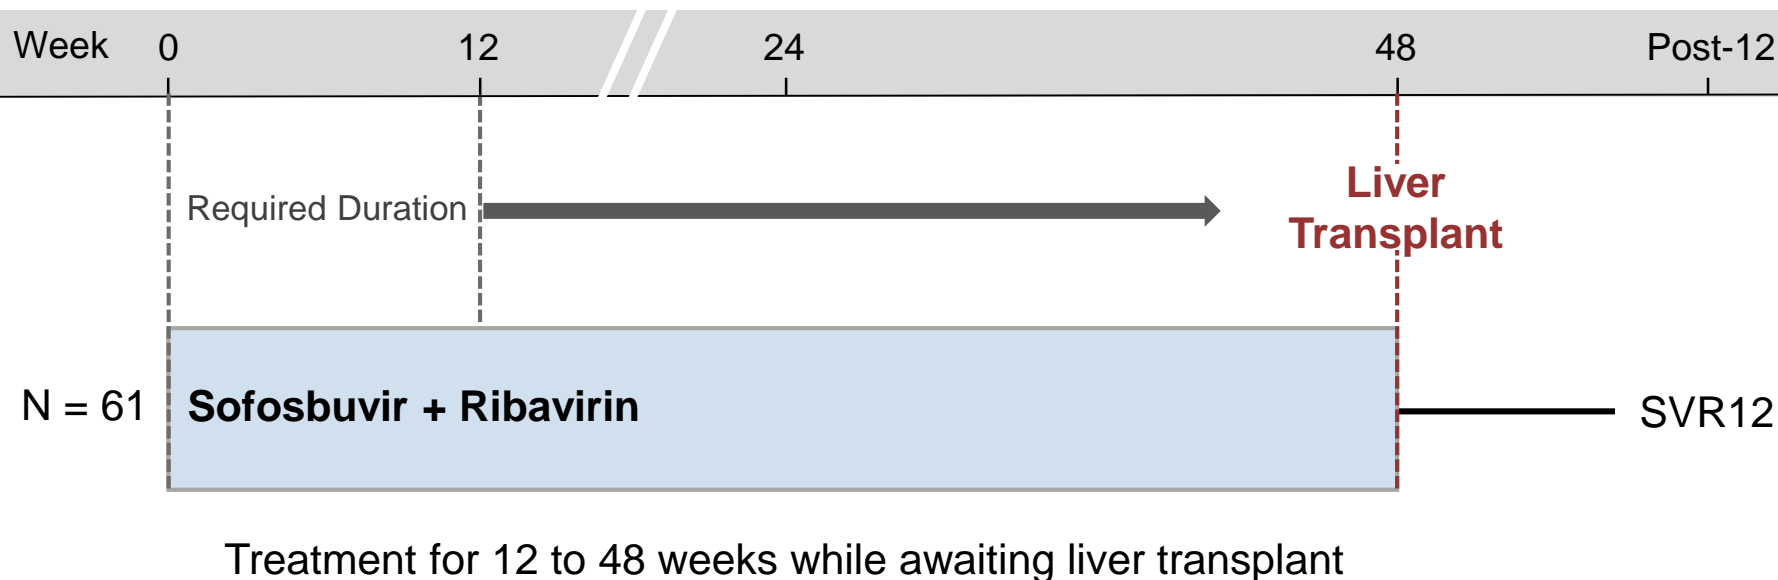 Week 0 12 24 48 Post-12
Required Duration
Liver
Transplant
N = 61 Sofosbuvir + Ribavirin SVR12
Treatment for 12 to 48 weeks while awaiting liver transplant